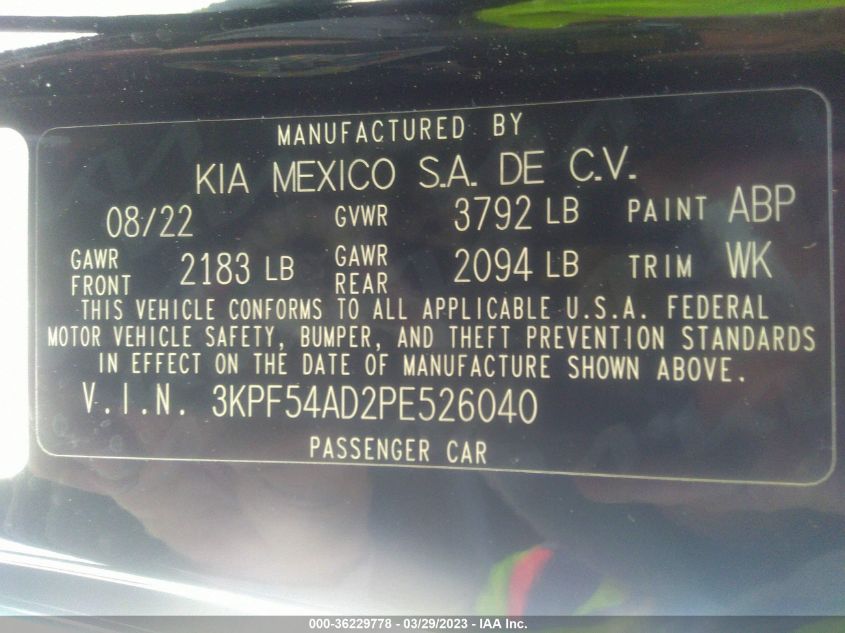 MANUFACTURED BY
KIA MEXICO S.A. DE C.V.
08/22 GVWR 3792 LB PAINT ABP
GAWR FRONT 2183 LB GAWR REAR 2094 LB TRIM WK
THIS VEHICLE CONFORMS TO ALL APPLICABLE U.S.A. FEDERAL
MOTOR VEHICLE SAFETY, BUMPER, AND THEFT PREVENTION STANDARDS
IN EFFECT ON THE DATE OF MANUFACTURE SHOWN ABOVE.
V.I.N. 3KPF54AD2PE526040
PASSENGER CAR
000-36229778 - 03/29/2023 - IAA Inc.